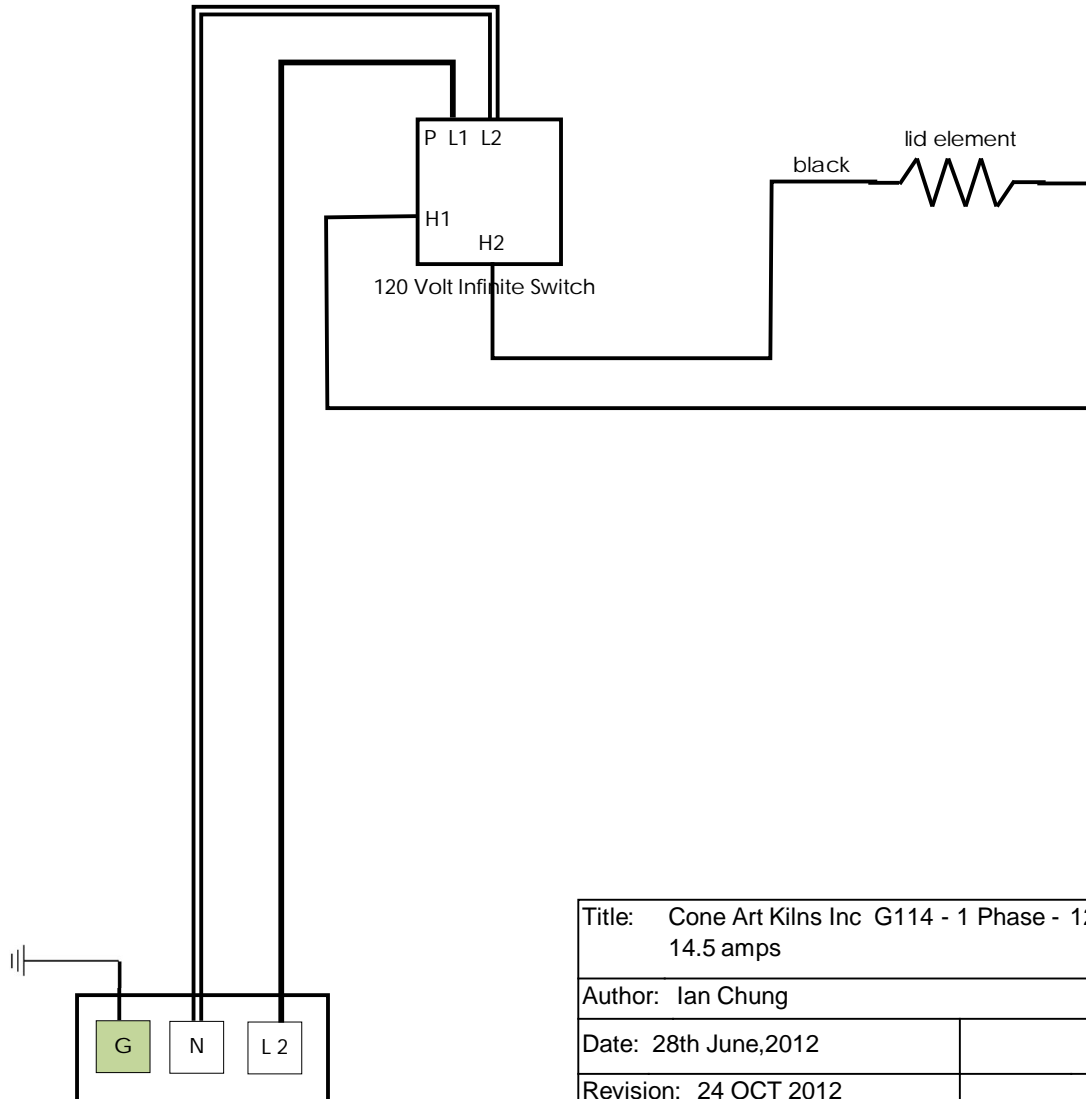 P L1 L2
H1
H2
120 Volt Infinite Switch
black
lid element
G
N
L 2
Title: Cone Art Kilns Inc G114 - 1 Phase - 12
14.5 amps
Author: Ian Chung
Date: 28th June,2012
Revision: 24 OCT 2012